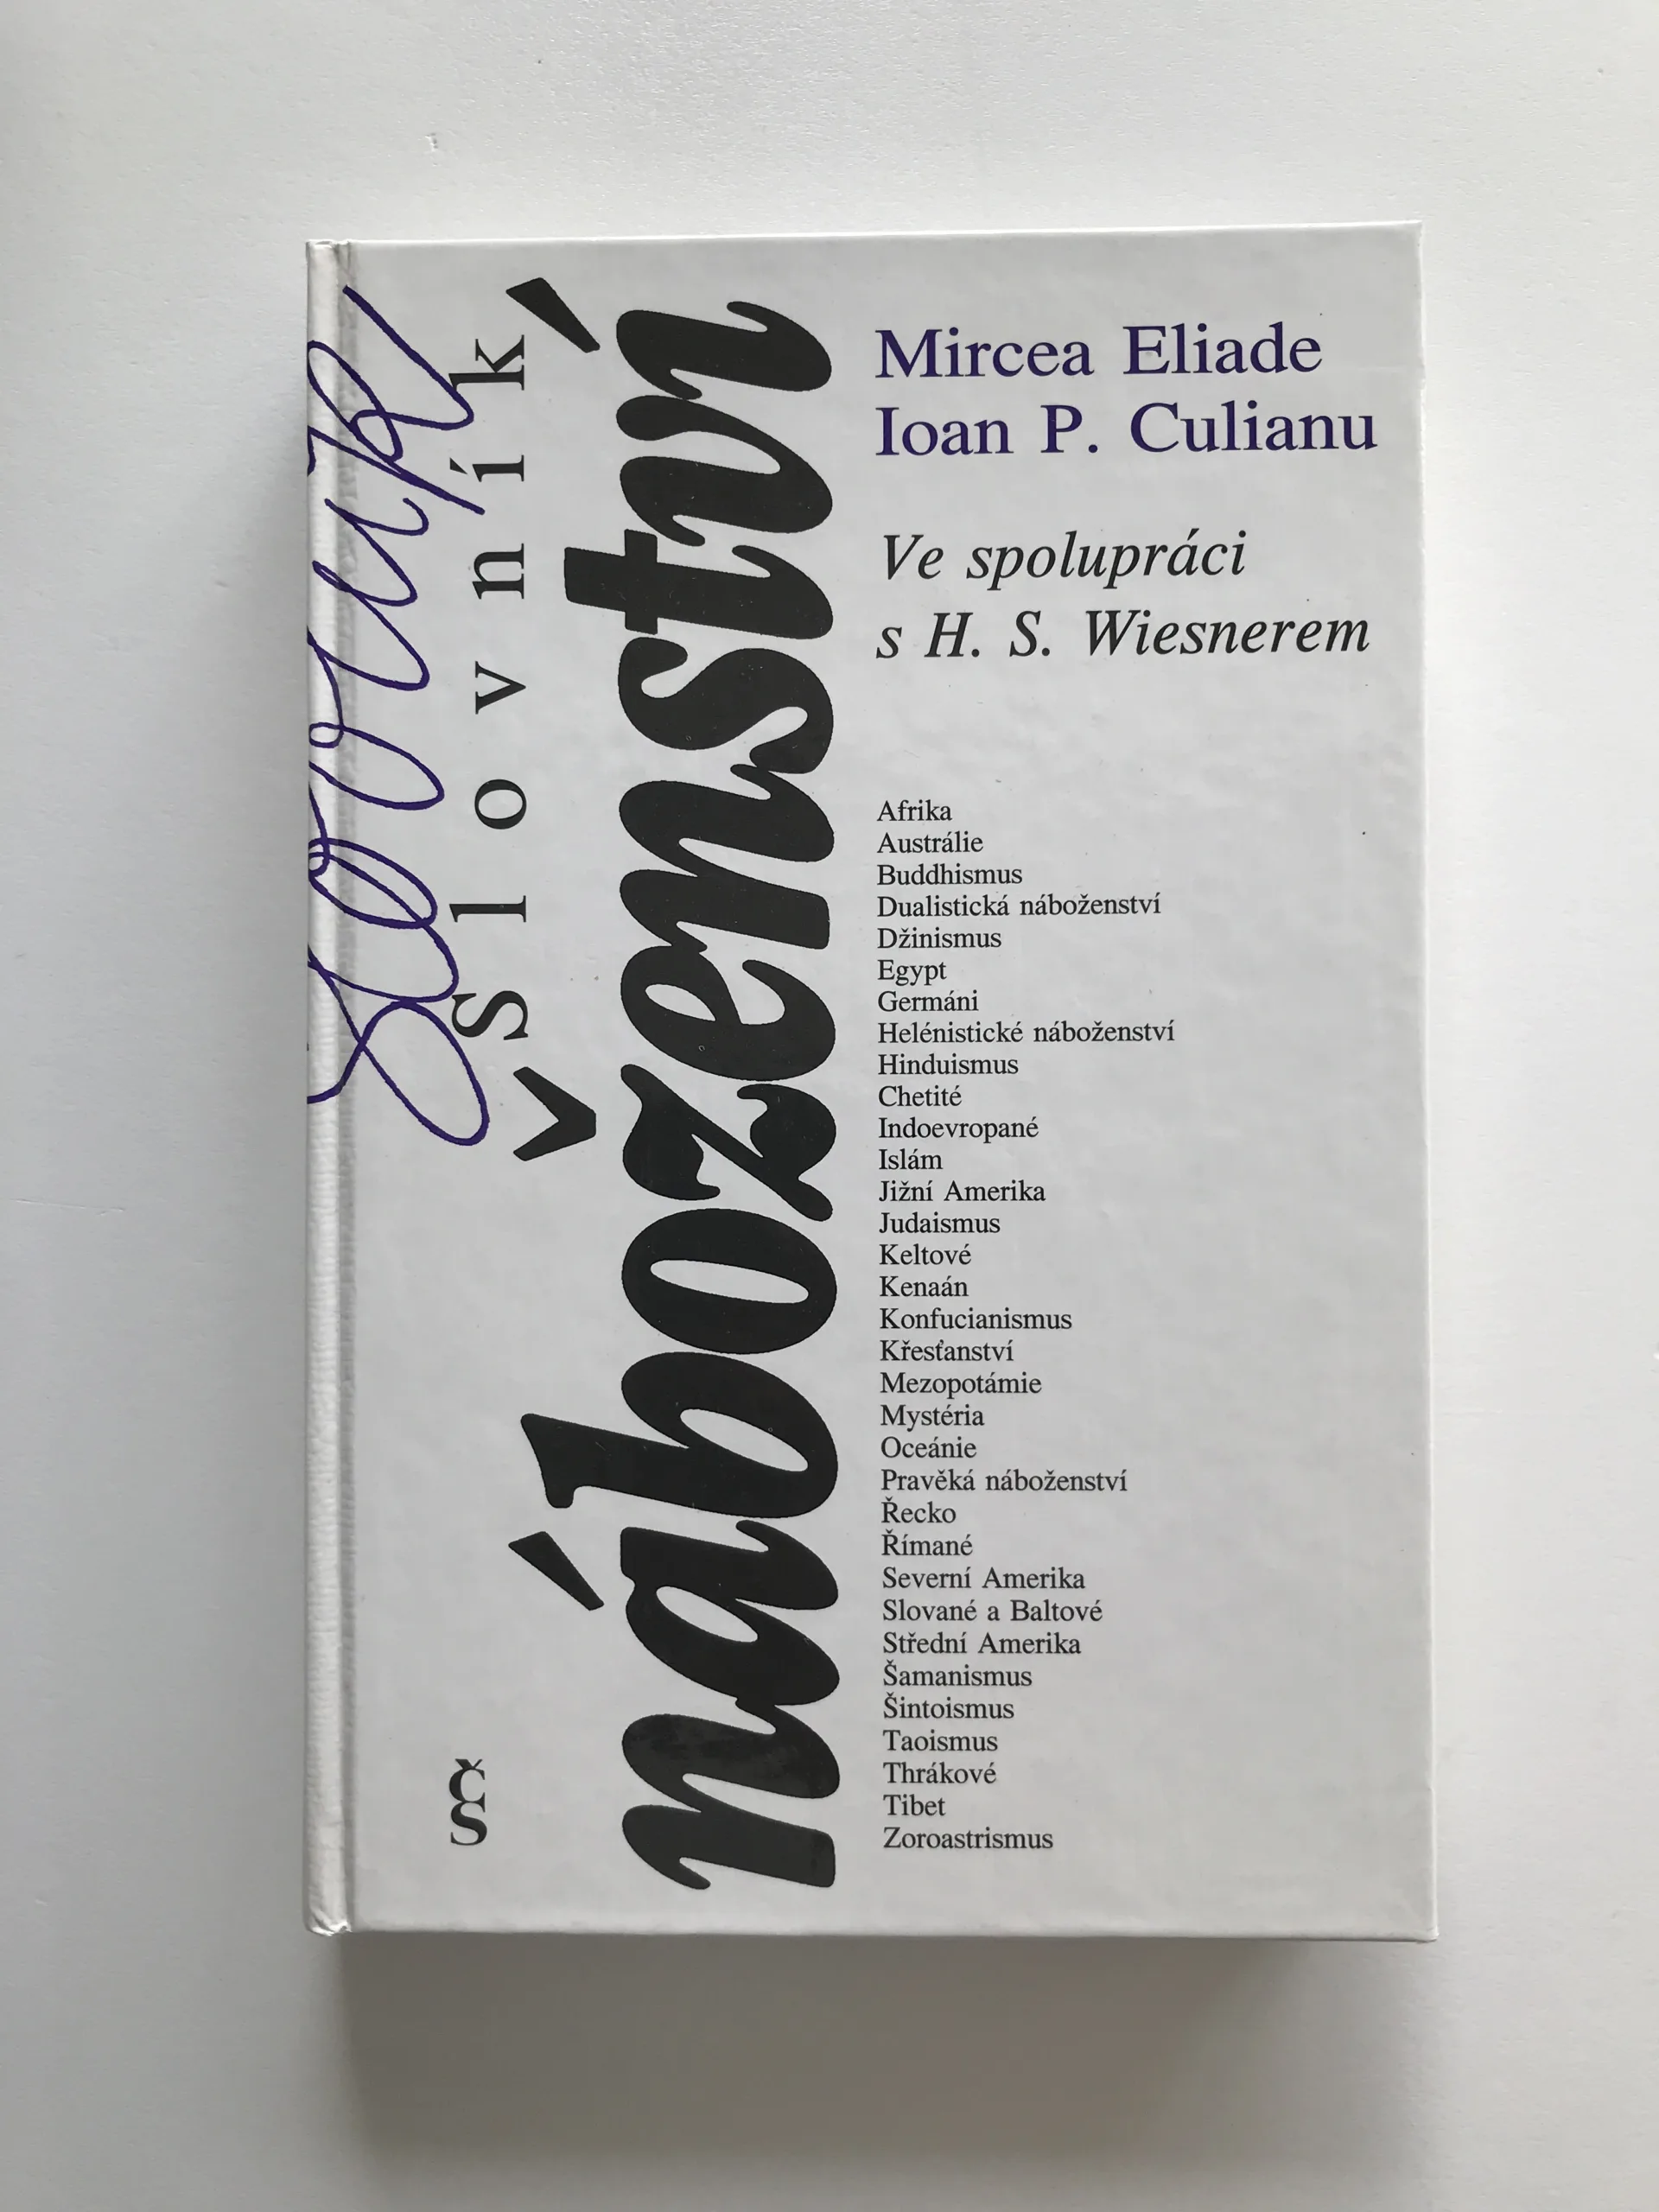 Slovník
Slovník
náboženství
Mircea Eliade
Ioan P. Culianu
Ve spolupráci
s H. S. Wiesnerem
Afrika
Austrálie
Buddhismus
Dualistická náboženství
Džinismus
Egypt
Germáni
Helénistické náboženství
Hinduismus
Chetité
Indoevropané
Islám
Jižní Amerika
Judaismus
Keltové
Kenaán
Konfucianismus
Křesťanství
Mezopotámie
Mystéria
Oceánie
Pravěká náboženství
Řecko
Římané
Severní Amerika
Slované a Baltové
Střední Amerika
Šamanismus
Šintoismus
Taoismus
Thrákové
Tibet
Zoroastrismus
ČS